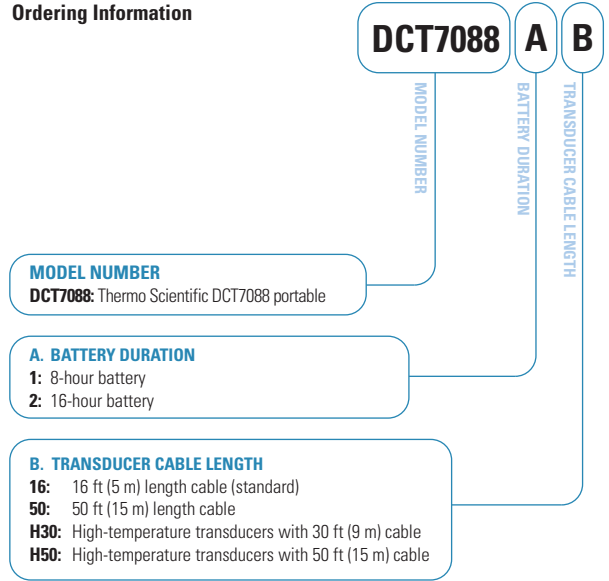 Ordering Information
DCT7088 A B
MODEL NUMBER
BATTERY DURATION
TRANSDUCER CABLE LENGTH
MODEL NUMBER
DCT7088: Thermo Scientific DCT7088 portable
A. BATTERY DURATION
1: 8-hour battery
2: 16-hour battery
B. TRANSDUCER CABLE LENGTH
16: 16 ft (5 m) length cable (standard)
50: 50 ft (15 m) length cable
H30: High-temperature transducers with 30 ft (9 m) cable
H50: High-temperature transducers with 50 ft (15 m) cable